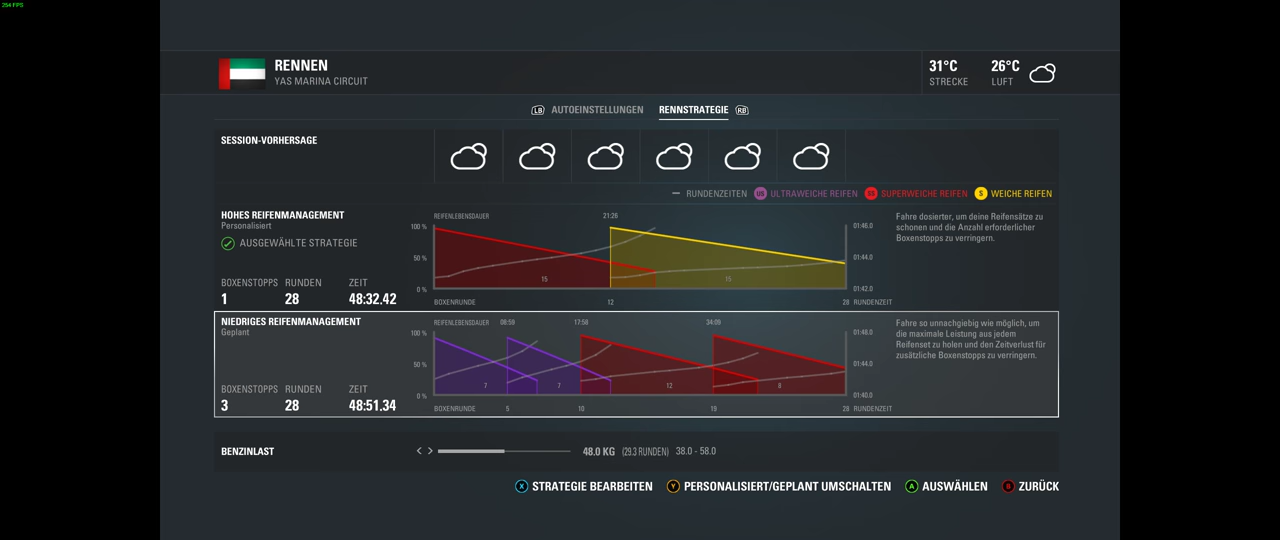 254 FPS
RENNEN
YAS MARINA CIRCUIT
31°C
STRECKE
26°C
LUFT
LB AUTOEINSTELLUNGEN RENNSTRATEGIE RB
SESSION-VORHERSAGE
RUNDENZEITEN US ULTRAWEICHE REIFEN SS SUPERWEICHE REIFEN S WEICHE REIFEN
HOHES REIFENMANAGEMENT
Personalisiert
AUSGEWÄHLTE STRATEGIE
BOXENSTOPPS RUNDEN ZEIT
1 28 48:32.42
REIFENLEBENSDAUER 21:26
100 % 01:46.0
50 % 01:44.0
0 % 01:42.0
15 15
BOXENRUNDE 12 28 RUNDENZEIT
Fahre dosierter, um deine Reifensätze zu
schonen und die Anzahl erforderlicher
Boxenstopps zu verringern.
NIEDRIGES REIFENMANAGEMENT
Geplant
BOXENSTOPPS RUNDEN ZEIT
3 28 48:51.34
REIFENLEBENSDAUER 08:59 17:58 34:09
100 % 01:48.0
50 % 01:44.0
0 % 01:40.0
7 7 12 8
BOXENRUNDE 5 10 19 28 RUNDENZEIT
Fahre so unnachgiebig wie möglich, um
die maximale Leistung aus jedem
Reifenset zu holen und den Zeitverlust für
zusätzliche Boxenstopps zu verringern.
BENZINLAST 48.0 KG (29.3 RUNDEN) 38.0 - 58.0
X STRATEGIE BEARBEITEN Y PERSONALISIERT/GEPLANT UMSCHALTEN A AUSWÄHLEN B ZURÜCK